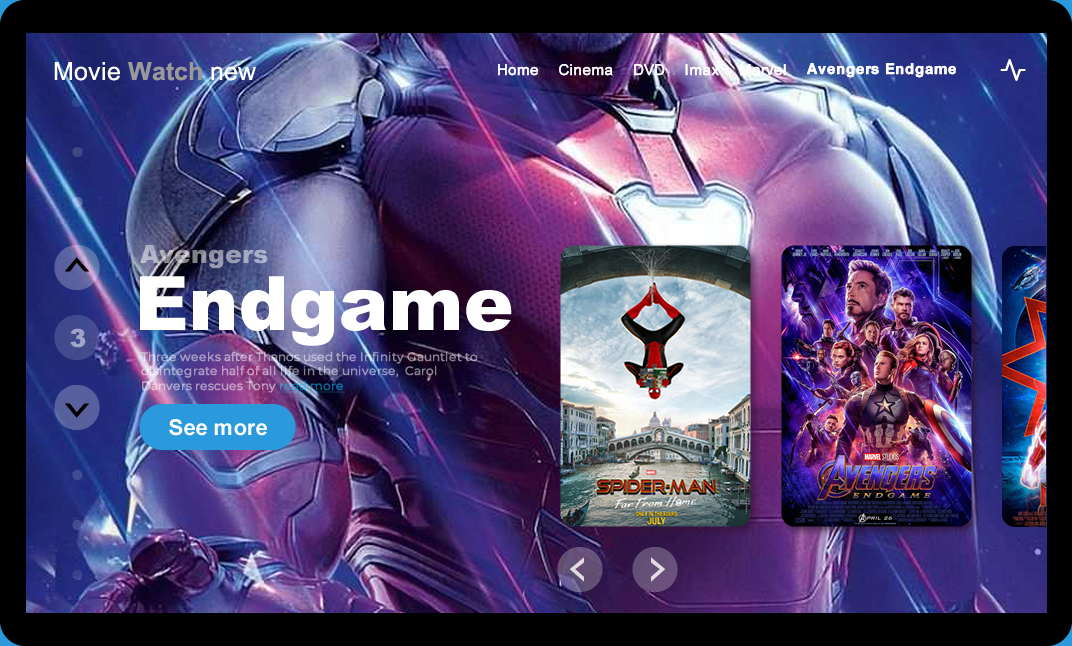 Movie Watch new
Home Cinema DVD Imax Marvel Avengers Endgame
Avengers
Endgame
3
Three weeks after Thanos used the Infinity Gauntlet to
disintegrate half of all life in the universe, Carol
Danvers rescues Tony read more
See more
MARVEL
SPIDER-MAN
Far From Home
ONLY IN THEATERS
JULY
MARVEL STUDIOS
AVENGERS
ENDGAME
APRIL 26